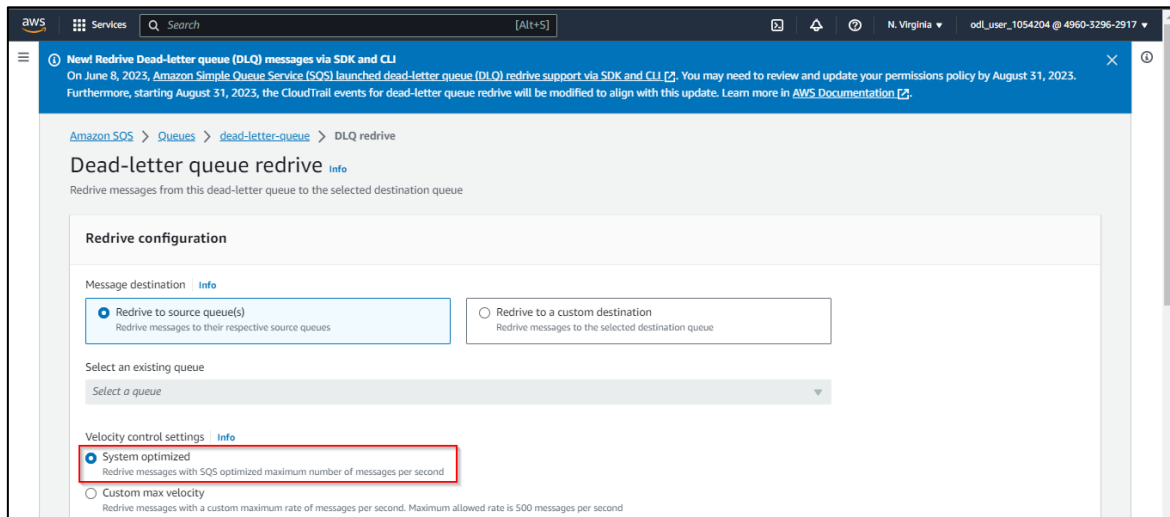 aws
Services
Search
[Alt+S]
N. Virginia
odl_user_1054204 @ 4960-3296-2917
New! Redrive Dead-letter queue (DLQ) messages via SDK and CLI
On June 8, 2023, Amazon Simple Queue Service (SQS) launched dead-letter queue (DLQ) redrive support via SDK and CLI. You may need to review and update your permissions policy by August 31, 2023.
Furthermore, starting August 31, 2023, the CloudTrail events for dead-letter queue redrive will be modified to align with this update. Learn more in AWS Documentation.
Amazon SQS > Queues > dead-letter-queue > DLQ redrive
Dead-letter queue redrive Info
Redrive messages from this dead-letter queue to the selected destination queue
Redrive configuration
Message destination Info
Redrive to source queue(s)
Redrive messages to their respective source queues
Redrive to a custom destination
Redrive messages to the selected destination queue
Select an existing queue
Select a queue
Velocity control settings Info
System optimized
Redrive messages with SQS optimized maximum number of messages per second
Custom max velocity
Redrive messages with a custom maximum rate of messages per second. Maximum allowed rate is 500 messages per second